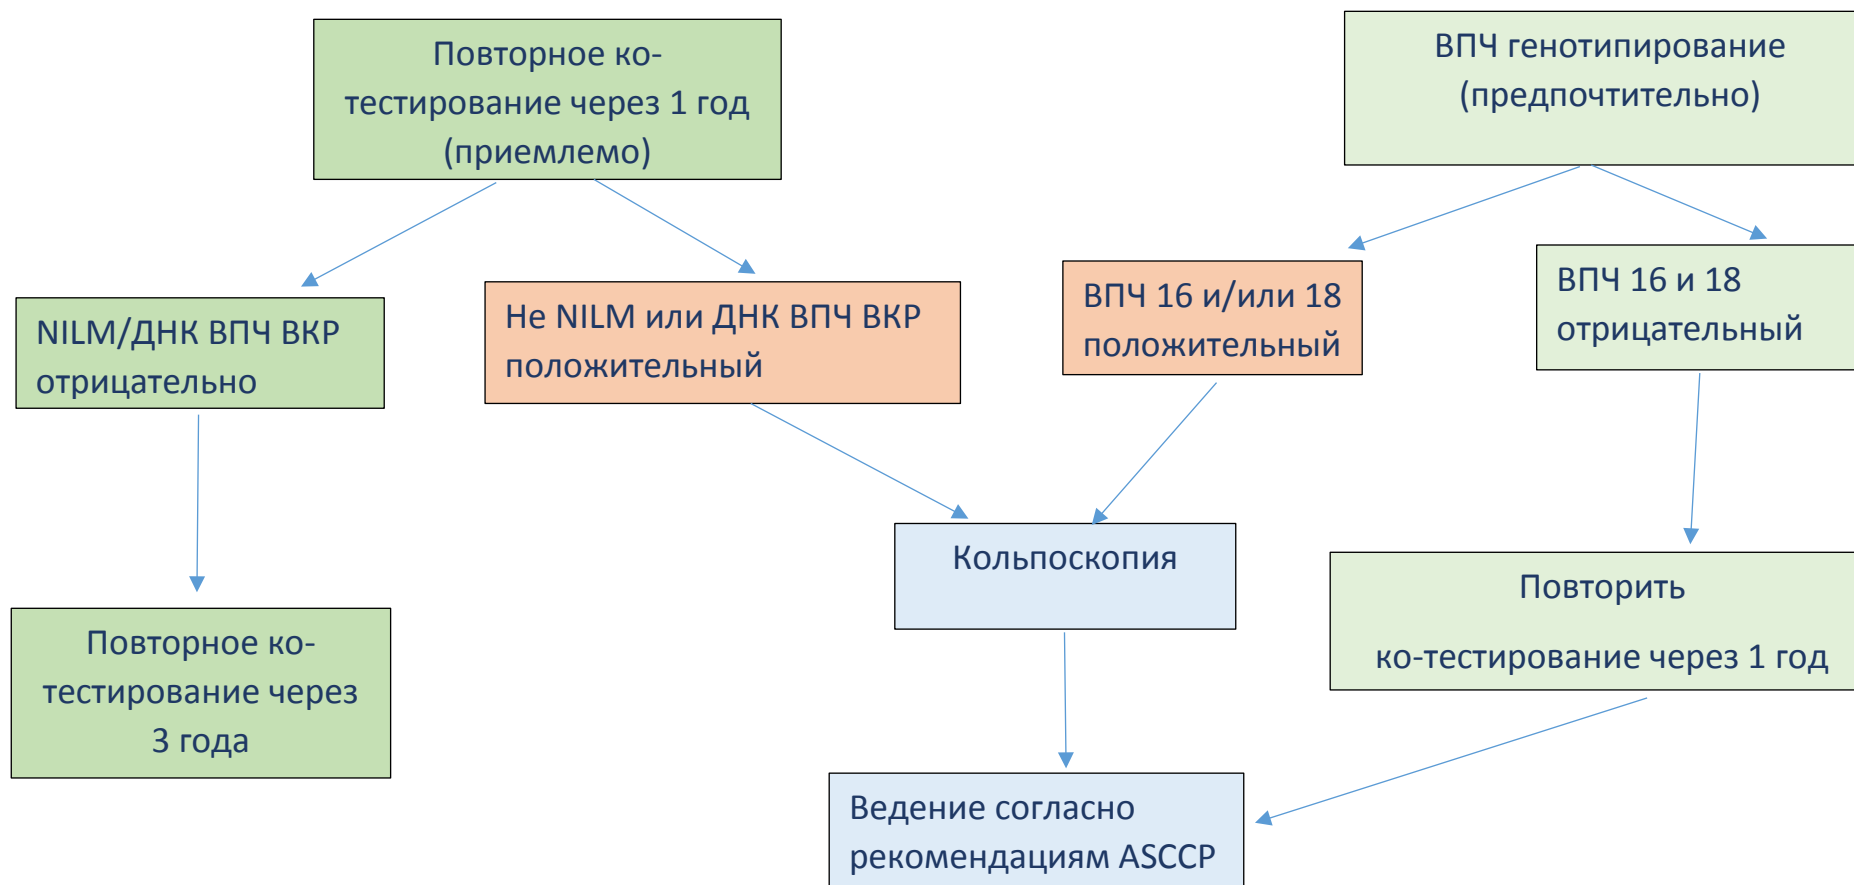 Повторное ко-
тестирование через 1 год
(приемлемо)
ВПЧ генотипирование
(предпочтительно)
NILM/ДНК ВПЧ ВКР
отрицательно
Не NILM или ДНК ВПЧ ВКР
положительный
ВПЧ 16 и/или 18
положительный
ВПЧ 16 и 18
отрицательный
Кольпоскопия
Повторить
ко-тестирование через 1 год
Повторное ко-
тестирование через
3 года
Ведение согласно
рекомендациям ASCCP